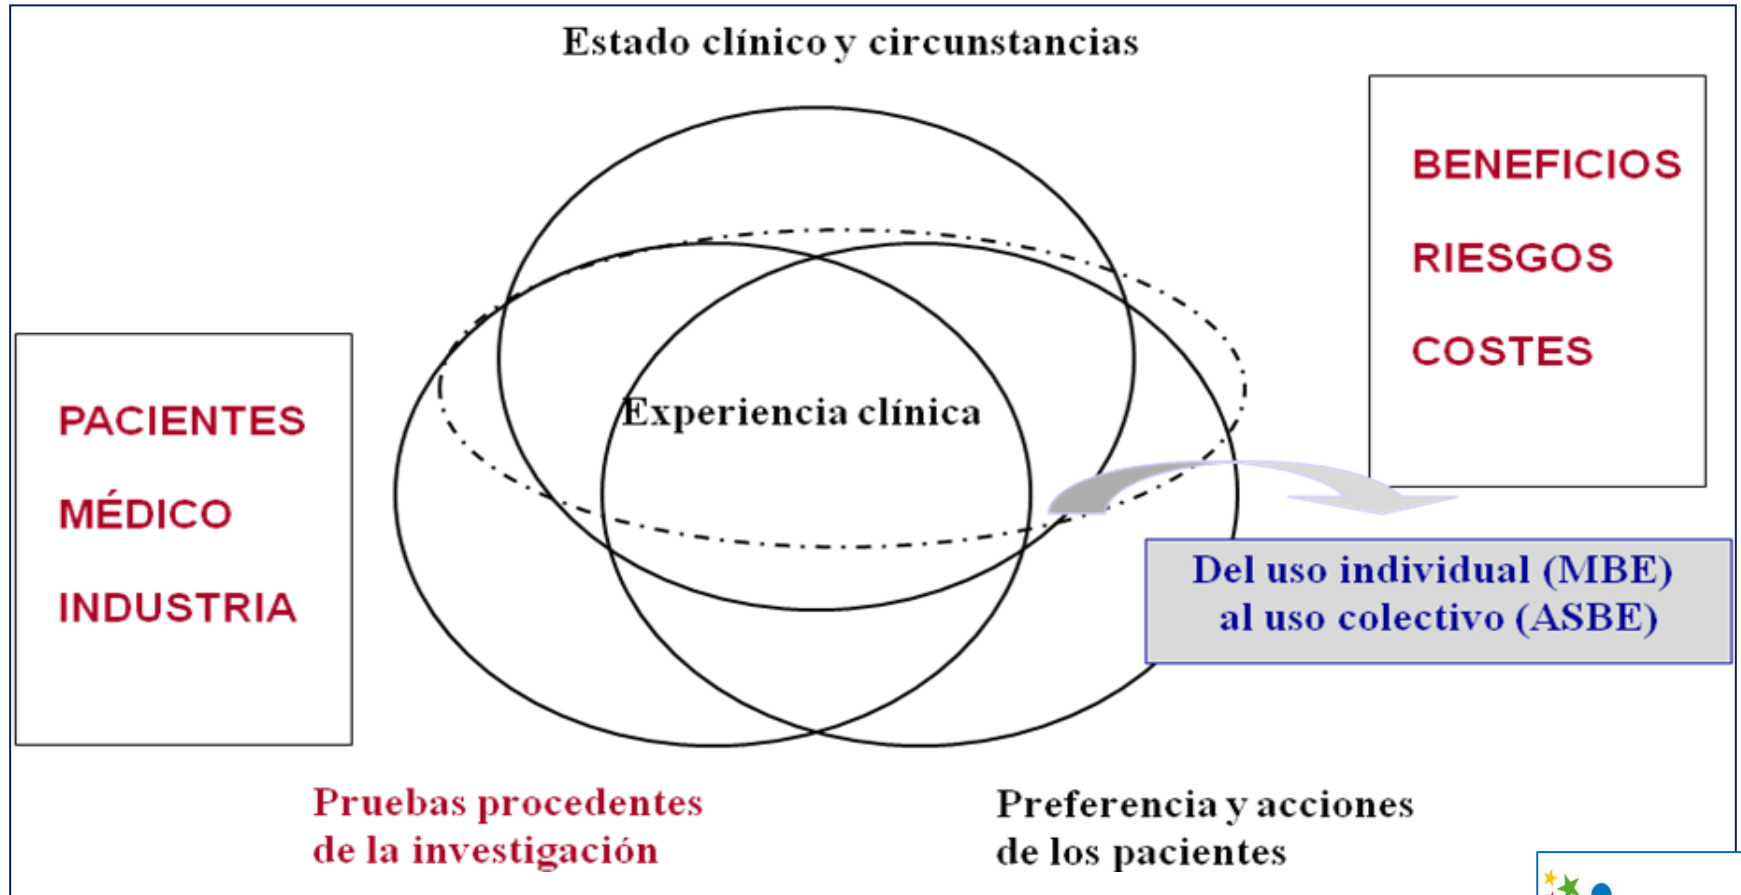 Estado clínico y circunstancias
BENEFICIOS
RIESGOS
COSTES
PACIENTES
MÉDICO
INDUSTRIA
Experiencia clínica
Del uso individual (MBE)
al uso colectivo (ASBE)
Pruebas procedentes
de la investigación
Preferencia y acciones
de los pacientes